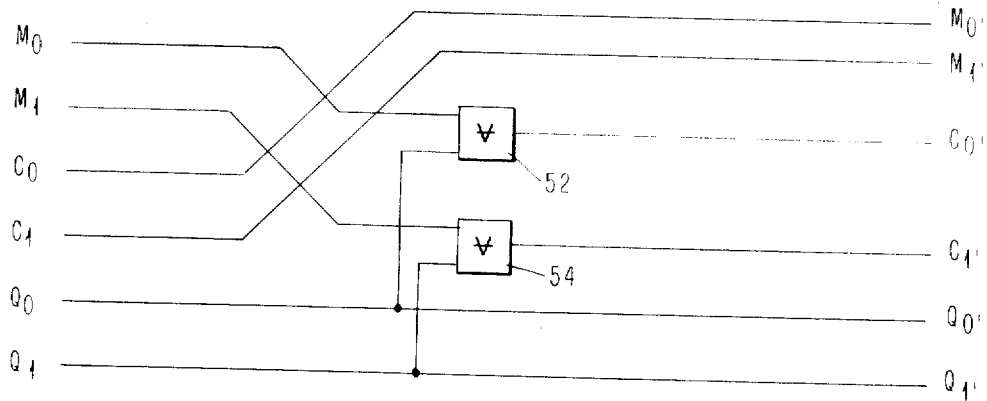 M0 M0'
M1 M1'
∀ C0'
C0 52
C1 ∀ C1'
54
Q0 Q0'
Q1 Q1'